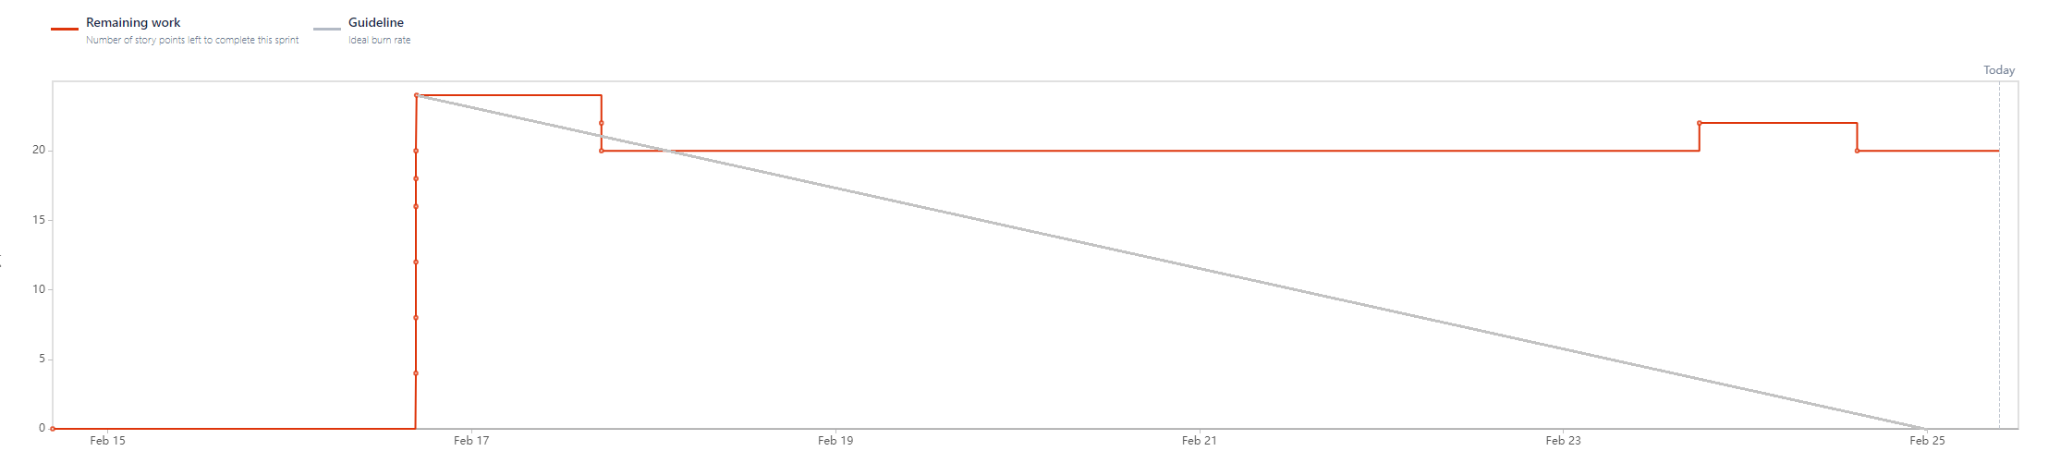 Remaining work
Number of story points left to complete this sprint
Guideline
Ideal burn rate
Today
20
15
10
5
0
Feb 15
Feb 17
Feb 19
Feb 21
Feb 23
Feb 25